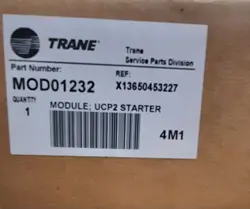 TRANE
Trane
Service Parts Division
Part Number:
REF:
MOD01232
X13650453227
QUANTITY
MODULE; UCP2 STARTER
1
4M1